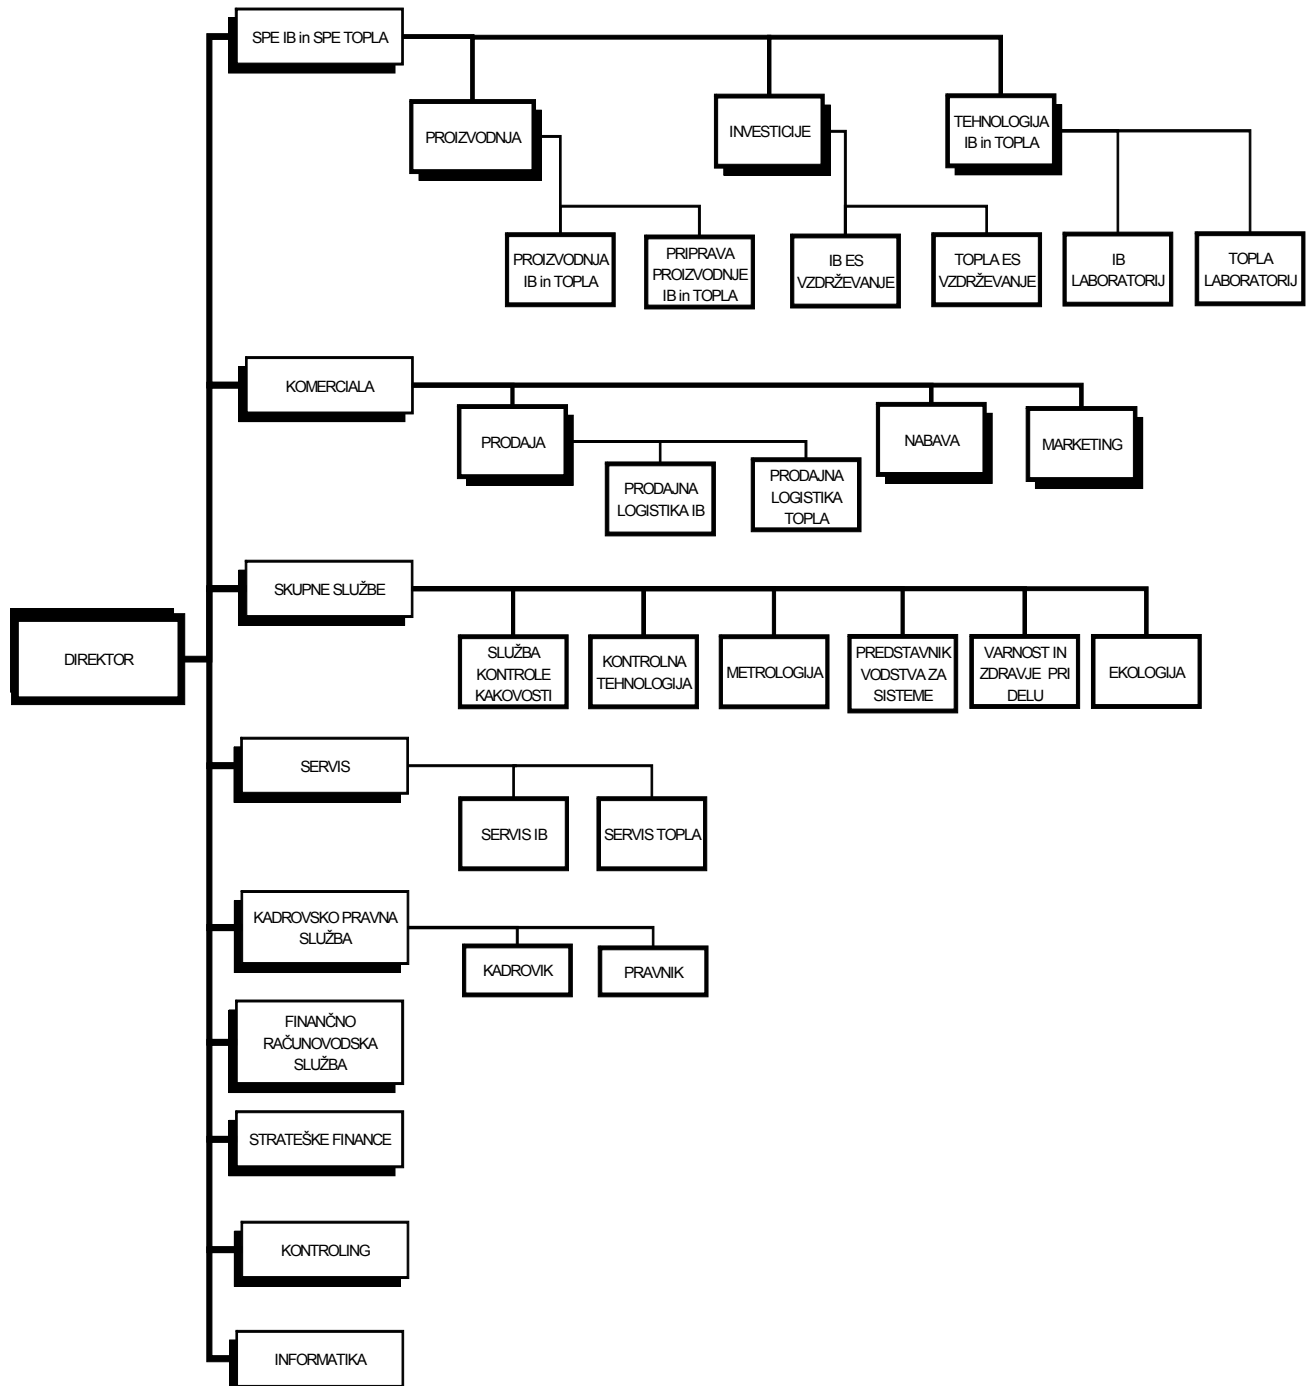 SPE IB in SPE TOPLA
PROIZVODNJA
INVESTICIJE
TEHNOLOGIJA
IB in TOPLA
PROIZVODNJA
IB in TOPLA
PRIPRAVA
PROIZVODNJE
IB in TOPLA
IB ES
VZDRŽEVANJE
TOPLA ES
VZDRŽEVANJE
IB
LABORATORIJ
TOPLA
LABORATORIJ
KOMERCIALA
PRODAJA
NABAVA
MARKETING
PRODAJNA
LOGISTIKA IB
PRODAJNA
LOGISTIKA
TOPLA
SKUPNE SLUŽBE
DIREKTOR
SLUŽBA
KONTROLE
KAKOVOSTI
KONTROLNA
TEHNOLOGIJA
METROLOGIJA
PREDSTAVNIK
VODSTVA ZA
SISTEME
VARNOST IN
ZDRAVJE PRI
DELU
EKOLOGIJA
SERVIS
SERVIS IB
SERVIS TOPLA
KADROVSKO PRAVNA
SLUŽBA
KADROVIK
PRAVNIK
FINANČNO
RAČUNOVODSKA
SLUŽBA
STRATEŠKE FINANCE
KONTROLING
INFORMATIKA